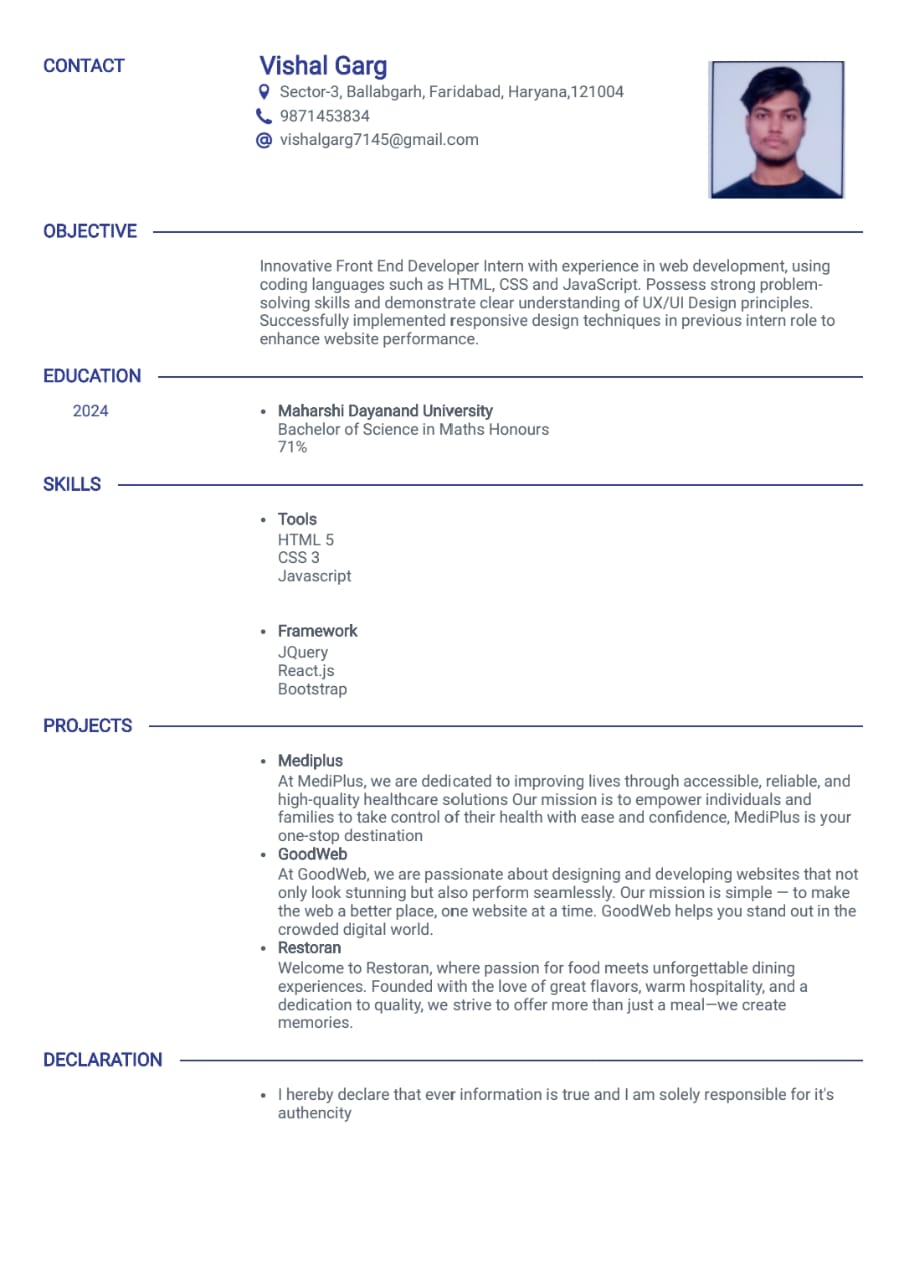 CONTACT
Vishal Garg
Sector-3, Ballabgarh, Faridabad, Haryana,121004
9871453834
vishalgarg7145@gmail.com
OBJECTIVE
Innovative Front End Developer Intern with experience in web development, using
coding languages such as HTML, CSS and JavaScript. Possess strong problem-
solving skills and demonstrate clear understanding of UX/UI Design principles.
Successfully implemented responsive design techniques in previous intern role to
enhance website performance.
EDUCATION
2024
• Maharshi Dayanand University
Bachelor of Science in Maths Honours
71%
SKILLS
• Tools
HTML 5
CSS 3
Javascript
• Framework
JQuery
React.js
Bootstrap
PROJECTS
• Mediplus
At MediPlus, we are dedicated to improving lives through accessible, reliable, and
high-quality healthcare solutions Our mission is to empower individuals and
families to take control of their health with ease and confidence, MediPlus is your
one-stop destination
• GoodWeb
At GoodWeb, we are passionate about designing and developing websites that not
only look stunning but also perform seamlessly. Our mission is simple — to make
the web a better place, one website at a time. GoodWeb helps you stand out in the
crowded digital world.
• Restoran
Welcome to Restoran, where passion for food meets unforgettable dining
experiences. Founded with the love of great flavors, warm hospitality, and a
dedication to quality, we strive to offer more than just a meal—we create
memories.
DECLARATION
• I hereby declare that ever information is true and I am solely responsible for it's
authencity